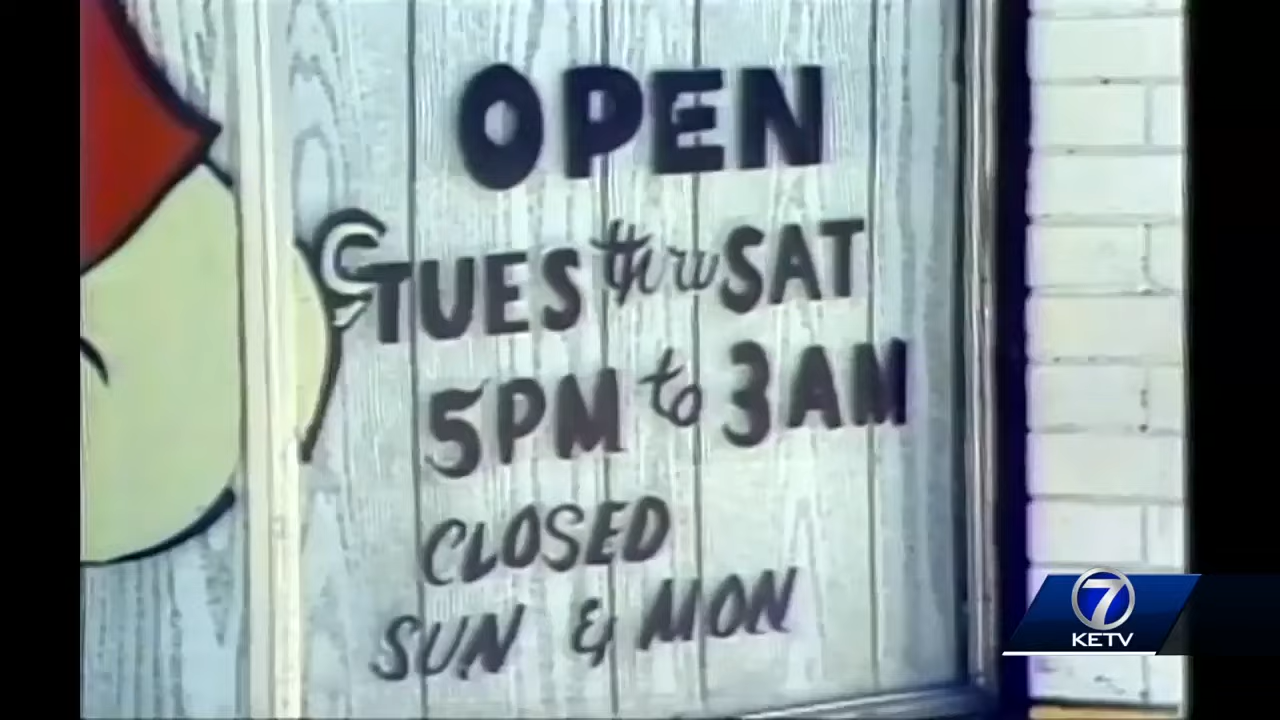 OPEN
TUES thru SAT
5PM to 3AM
CLOSED
SUN & MON
7
KETV